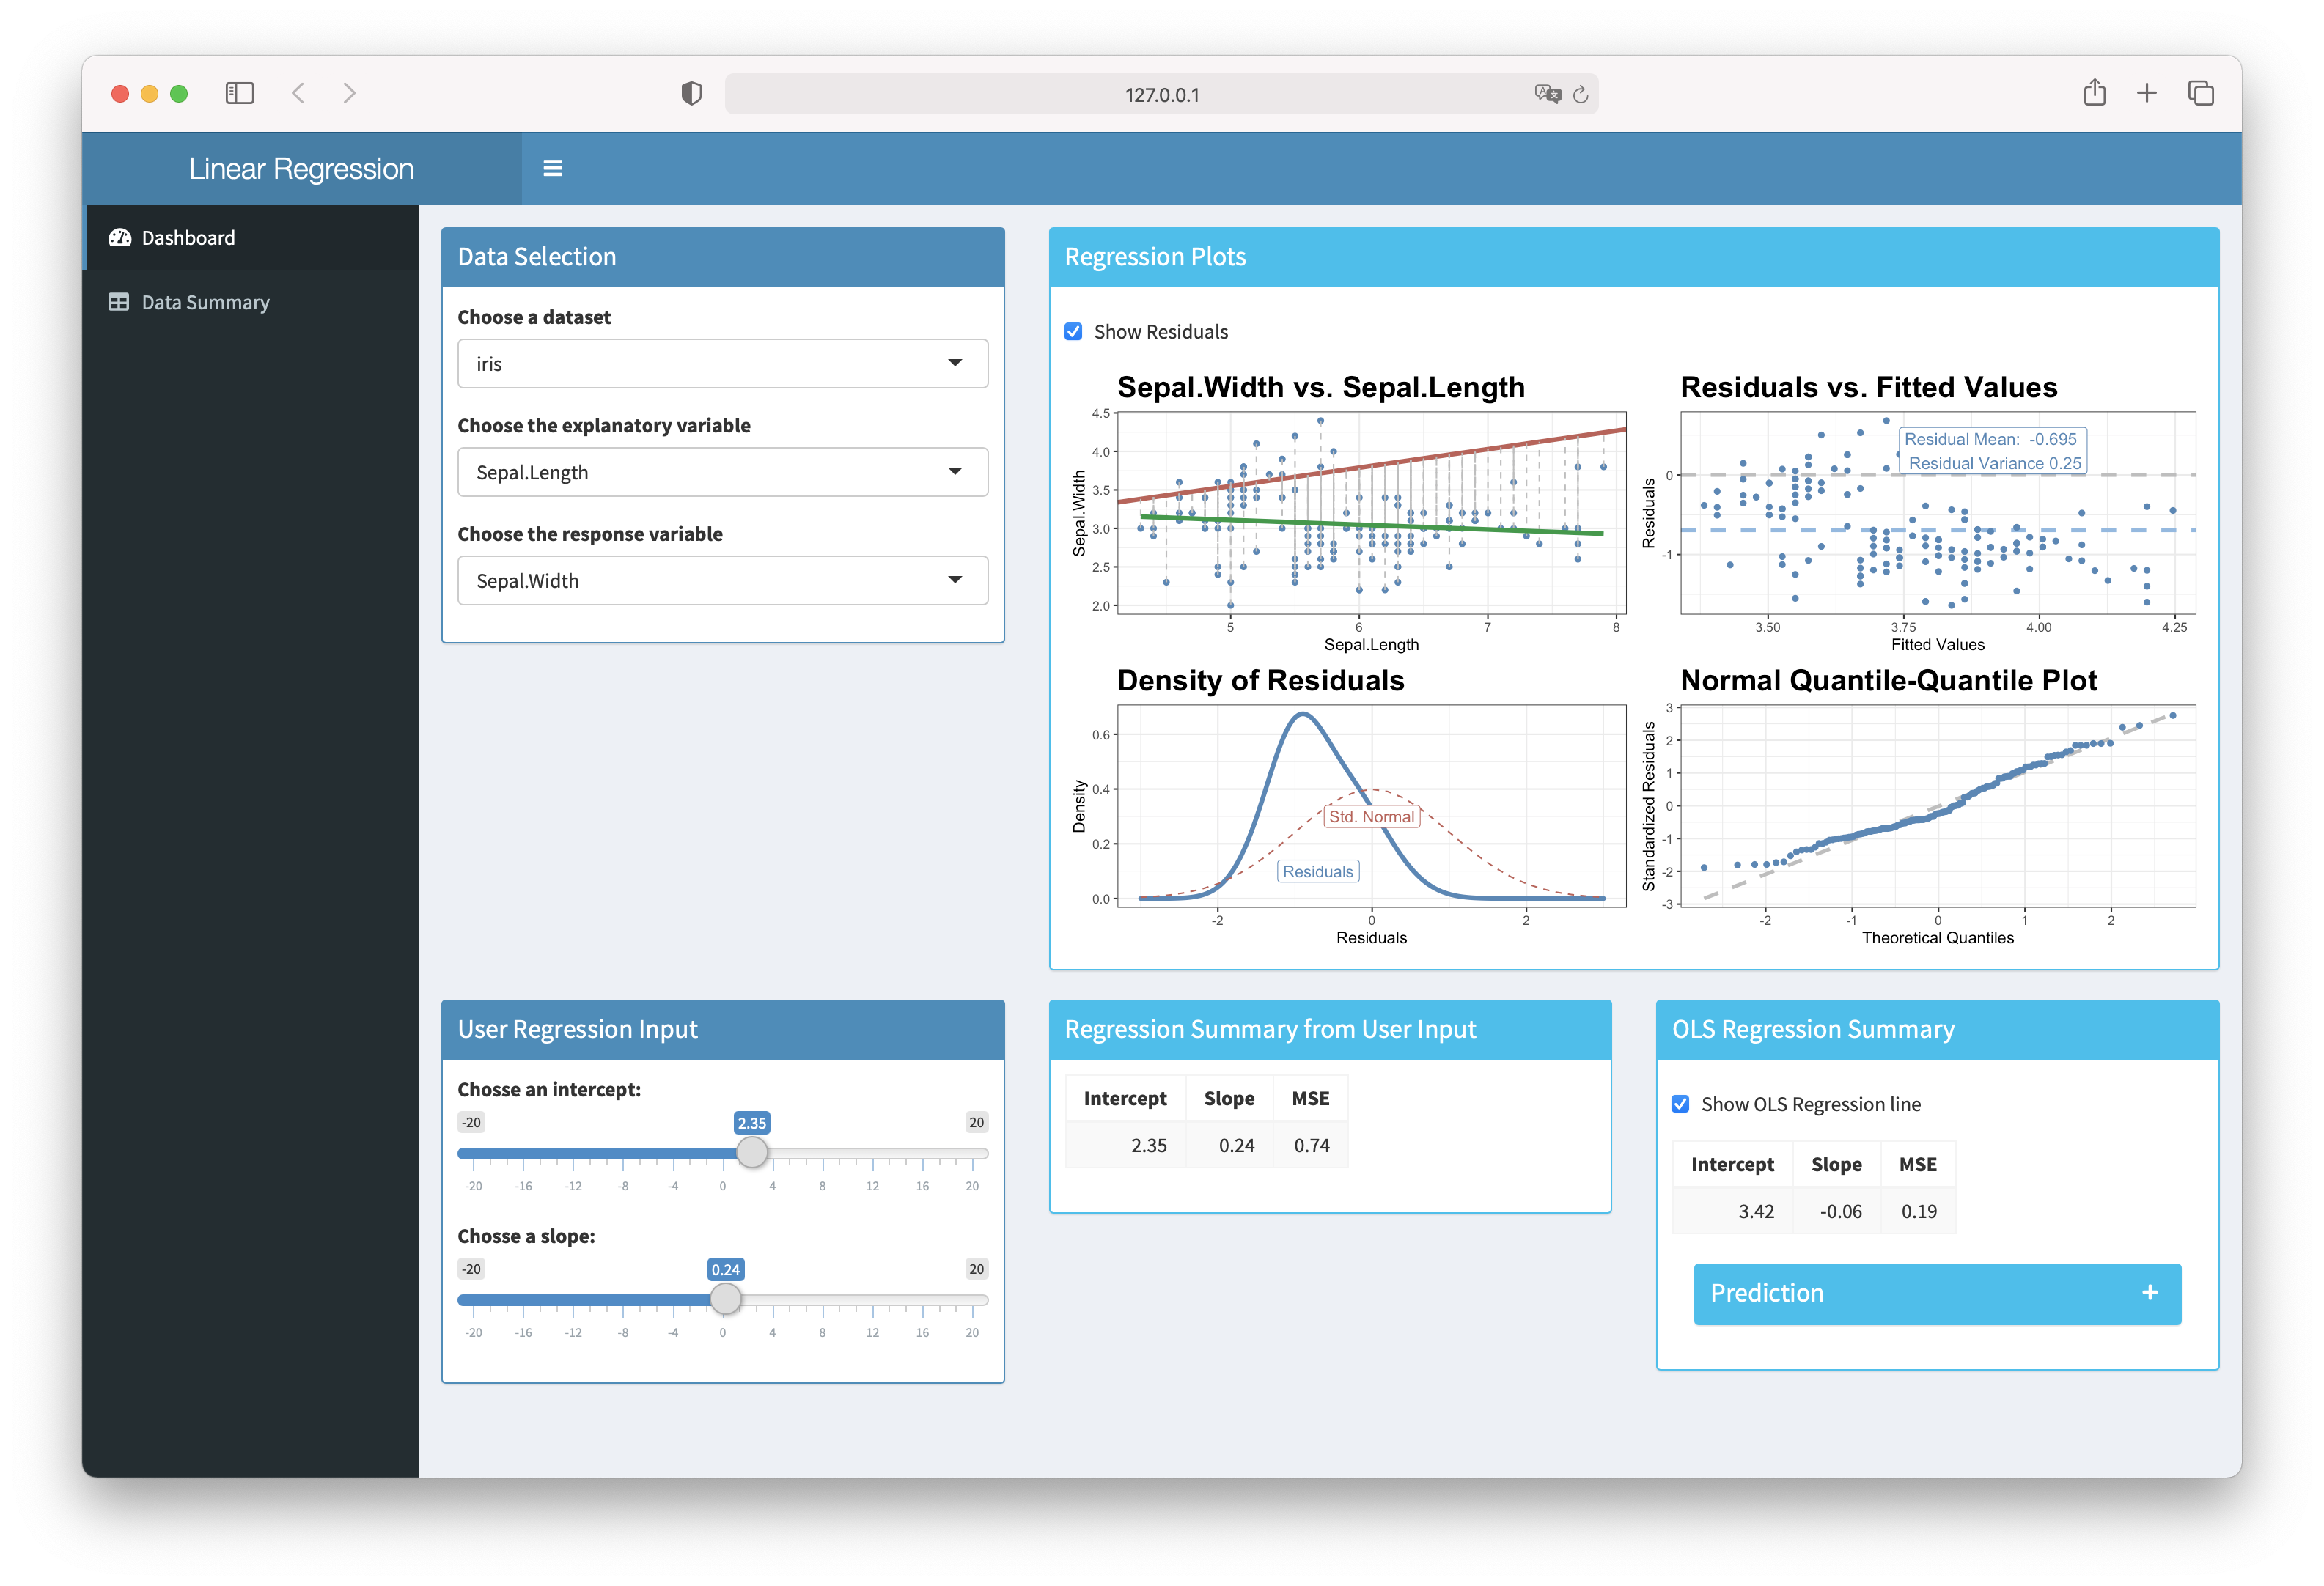 127.0.0.1
Linear Regression
Dashboard
Data Summary
Data Selection
Choose a dataset
iris
Choose the explanatory variable
Sepal.Length
Choose the response variable
Sepal.Width
Regression Plots
Show Residuals
Sepal.Width vs. Sepal.Length
4.5
4.0
3.5
3.0
2.5
2.0
Sepal.Width
5 6 7 8
Sepal.Length
Residuals vs. Fitted Values
Residual Mean: -0.695
Residual Variance 0.25
0
-1
Residuals
3.50 3.75 4.00 4.25
Fitted Values
Density of Residuals
0.6
0.4
0.2
0.0
Density
Std. Normal
Residuals
-2 0 2
Residuals
Normal Quantile-Quantile Plot
3
2
1
0
-1
-2
-3
Standardized Residuals
-2 -1 0 1 2
Theoretical Quantiles
User Regression Input
Chosse an intercept:
-20 2.35 20
-20 -16 -12 -8 -4 0 4 8 12 16 20
Chosse a slope:
-20 0.24 20
-20 -16 -12 -8 -4 0 4 8 12 16 20
Regression Summary from User Input
Intercept Slope MSE
2.35 0.24 0.74
OLS Regression Summary
Show OLS Regression line
Intercept Slope MSE
3.42 -0.06 0.19
Prediction